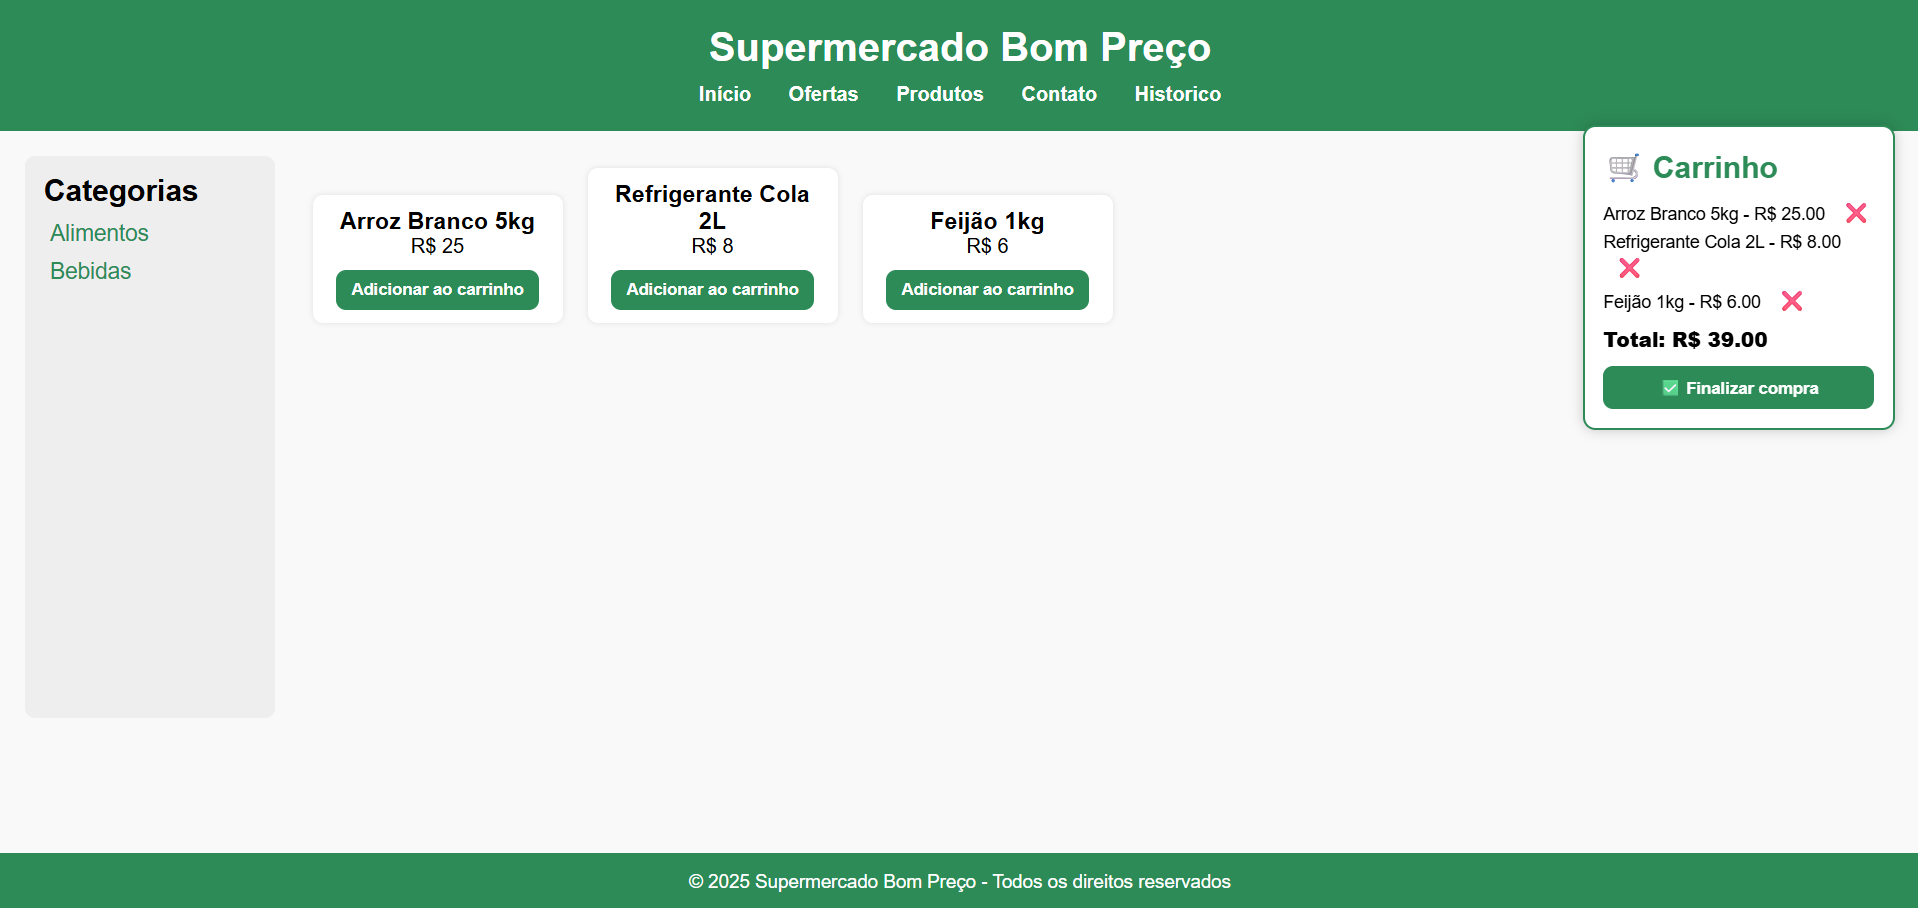 Supermercado Bom Preço
Início Ofertas Produtos Contato Historico
Categorias
Alimentos
Bebidas
Arroz Branco 5kg
R$ 25
Adicionar ao carrinho
Refrigerante Cola
2L
R$ 8
Adicionar ao carrinho
Feijão 1kg
R$ 6
Adicionar ao carrinho
Carrinho
Arroz Branco 5kg - R$ 25.00
Refrigerante Cola 2L - R$ 8.00
Feijão 1kg - R$ 6.00
Total: R$ 39.00
Finalizar compra
© 2025 Supermercado Bom Preço - Todos os direitos reservados